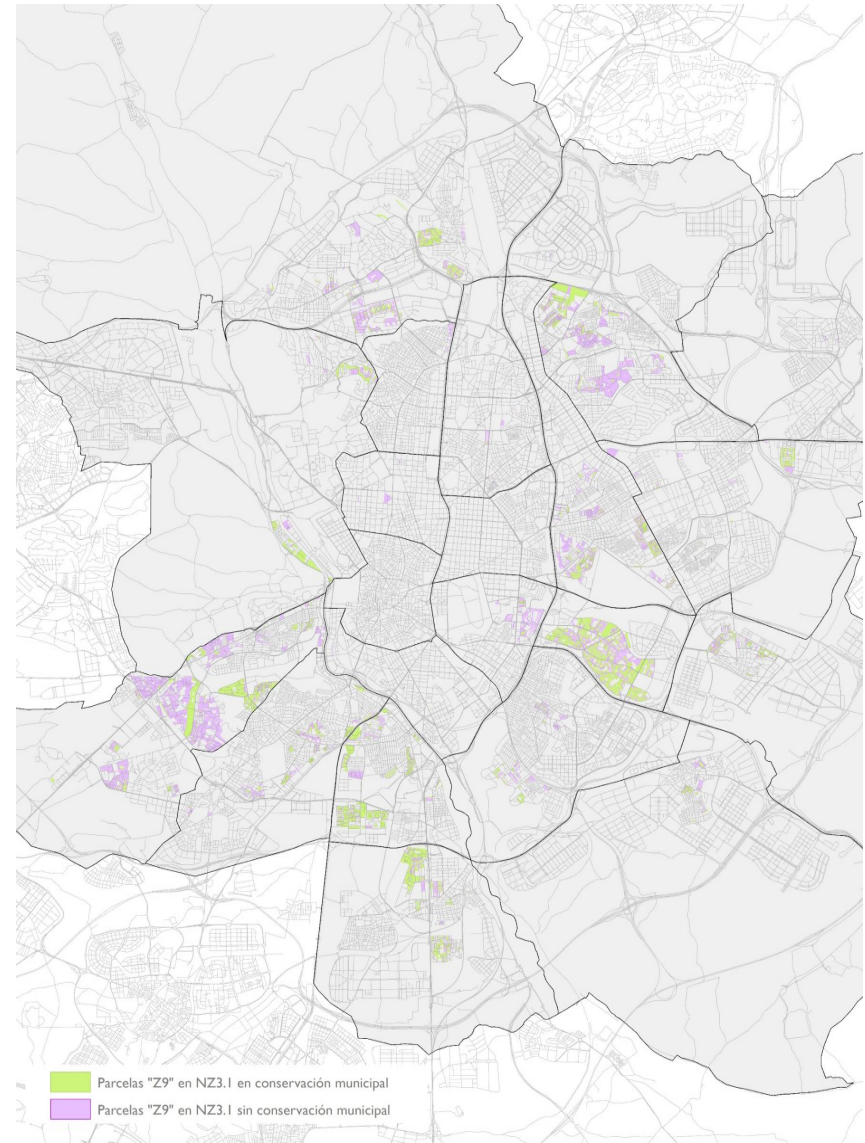 Parcelas "Z9" en NZ3.1 en conservación municipal
Parcelas "Z9" en NZ3.1 sin conservación municipal